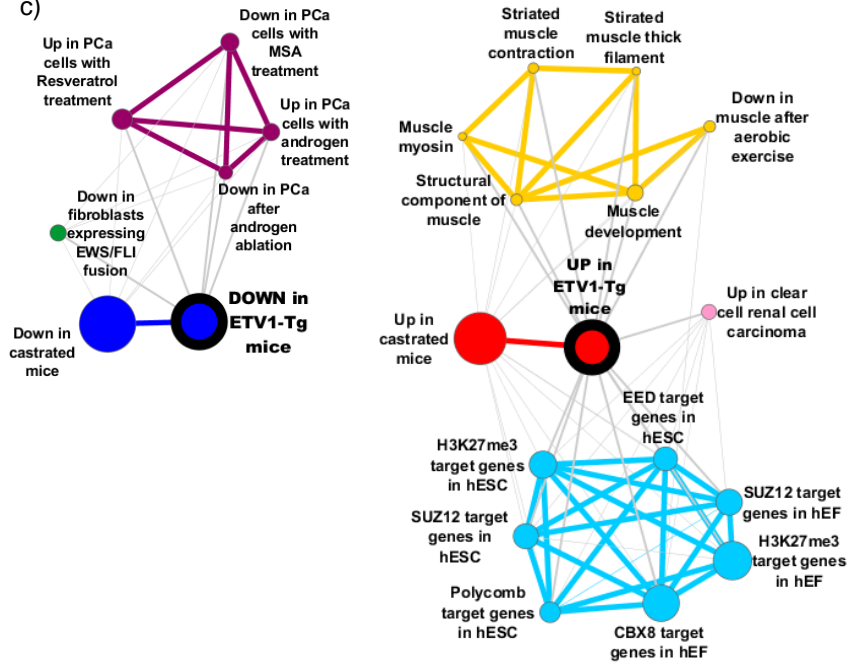 c)
Down in PCa
cells with
MSA
treatment
Up in PCa
cells with
Resveratrol
treatment
Up in PCa
cells with
androgen
treatment
Down in PCa
after
androgen
ablation
Down in
fibroblasts
expressing
EWS/FLI
fusion
Down in
castrated
mice
DOWN in
ETV1-Tg
mice
Striated
muscle
contraction
Stirated
muscle thick
filament
Muscle
myosin
Down in
muscle after
aerobic
exercise
Structural
component of
muscle
Muscle
development
UP in
ETV1-Tg
mice
Up in
castrated
mice
Up in clear
cell renal cell
carcinoma
EED target
genes in
hESC
H3K27me3
target genes
in hESC
SUZ12 target
genes in hEF
SUZ12 target
genes in
hESC
H3K27me3
target genes
in hEF
Polycomb
target genes
in hESC
CBX8 target
genes in hEF